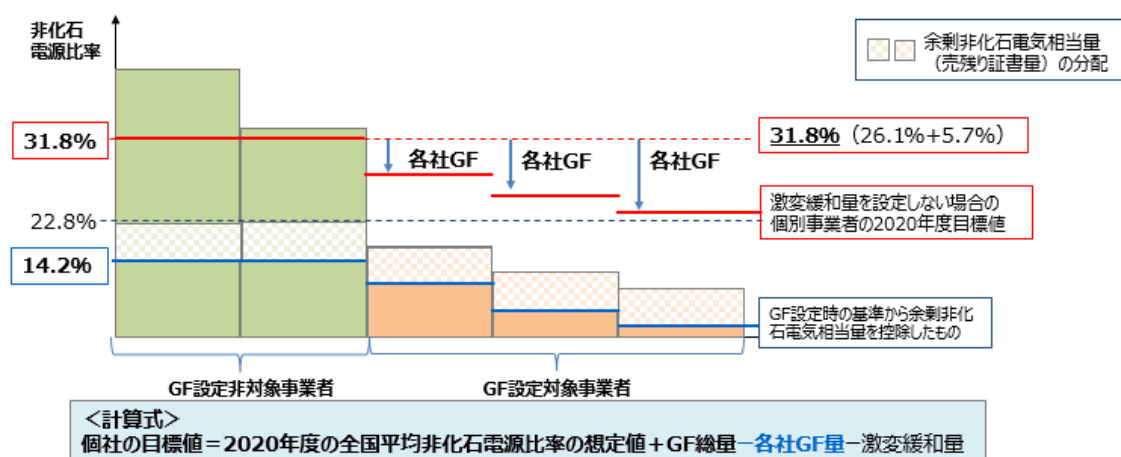 非化石
電源比率
余剰非化石電気相当量
（売残り証書量）の分配
31.8%
各社GF
各社GF
各社GF
31.8%（26.1%+5.7%）
22.8%
激変緩和量を設定しない場合の
個別事業者の2020年度目標値
14.2%
GF設定時の基準から余剰非化
石電気相当量を控除したもの
GF設定非対象事業者
GF設定対象事業者
＜計算式＞
個社の目標値＝2020年度の全国平均非化石電源比率の想定値＋GF総量－各社GF量－激変緩和量